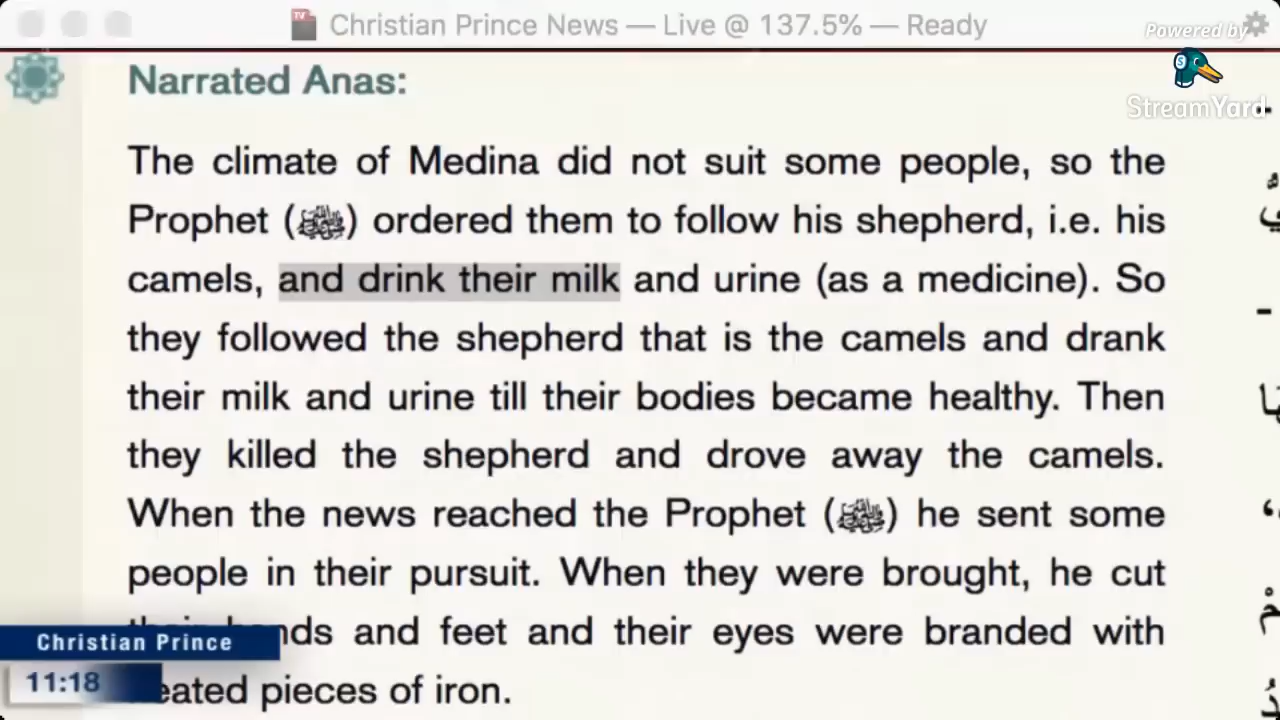 Christian Prince News — Live @ 137.5% — Ready
Powered by
StreamYard
Narrated Anas:
The climate of Medina did not suit some people, so the
Prophet (ﷺ) ordered them to follow his shepherd, i.e. his
camels, and drink their milk and urine (as a medicine). So
they followed the shepherd that is the camels and drank
their milk and urine till their bodies became healthy. Then
they killed the shepherd and drove away the camels.
When the news reached the Prophet (ﷺ) he sent some
people in their pursuit. When they were brought, he cut
their hands and feet and their eyes were branded with
heated pieces of iron.
Christian Prince
11:18